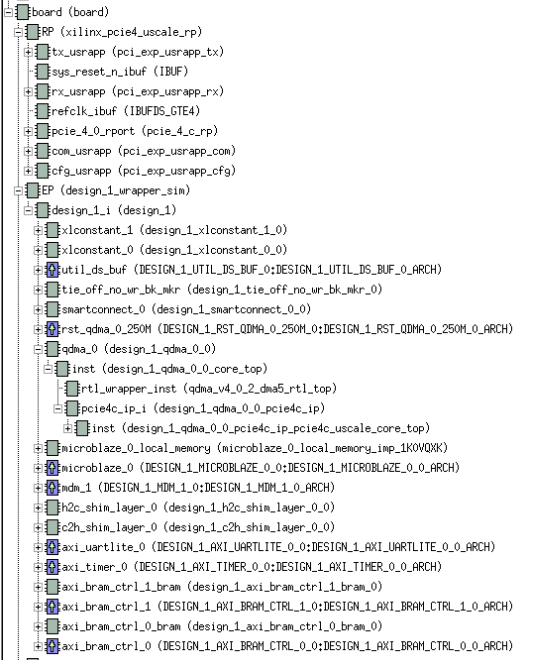 board (board)
RP (xilinx_pcie4_uscale_rp)
tx_usrapp (pci_exp_usrapp_tx)
sys_reset_n_ibuf (IBUF)
rx_usrapp (pci_exp_usrapp_rx)
refclk_ibuf (IBUFDS_GTE4)
pcie_4_0_rport (pcie_4_c_rp)
com_usrapp (pci_exp_usrapp_com)
cfg_usrapp (pci_exp_usrapp_cfg)
EP (design_1_wrapper_sim)
design_1_i (design_1)
xlconstant_1 (design_1_xlconstant_1_0)
xlconstant_0 (design_1_xlconstant_0_0)
util_ds_buf (DESIGN_1_UTIL_DS_BUF_0:DESIGN_1_UTIL_DS_BUF_0_ARCH)
tie_off_no_wr_bk_mkr (design_1_tie_off_no_wr_bk_mkr_0)
smartconnect_0 (design_1_smartconnect_0_0)
rst_qdma_0_250M (DESIGN_1_RST_QDMA_0_250M_0:DESIGN_1_RST_QDMA_0_250M_0_ARCH)
qdma_0 (design_1_qdma_0_0)
inst (design_1_qdma_0_0_core_top)
rtl_wrapper_inst (qdma_v4_0_2_dma5_rtl_top)
pcie4c_ip_i (design_1_qdma_0_0_pcie4c_ip)
inst (design_1_qdma_0_0_pcie4c_ip_pcie4c_uscale_core_top)
microblaze_0_local_memory (microblaze_0_local_memory_imp_1K0VQXK)
microblaze_0 (DESIGN_1_MICROBLAZE_0_0:DESIGN_1_MICROBLAZE_0_0_ARCH)
mdm_1 (DESIGN_1_MDM_1_0:DESIGN_1_MDM_1_0_ARCH)
h2c_shim_layer_0 (design_1_h2c_shim_layer_0_0)
c2h_shim_layer_0 (design_1_c2h_shim_layer_0_0)
axi_uartlite_0 (DESIGN_1_AXI_UARTLITE_0_0:DESIGN_1_AXI_UARTLITE_0_0_ARCH)
axi_timer_0 (DESIGN_1_AXI_TIMER_0_0:DESIGN_1_AXI_TIMER_0_0_ARCH)
axi_bram_ctrl_1_bram (design_1_axi_bram_ctrl_1_bram_0)
axi_bram_ctrl_1 (DESIGN_1_AXI_BRAM_CTRL_1_0:DESIGN_1_AXI_BRAM_CTRL_1_0_ARCH)
axi_bram_ctrl_0_bram (design_1_axi_bram_ctrl_0_bram_0)
axi_bram_ctrl_0 (DESIGN_1_AXI_BRAM_CTRL_0_0:DESIGN_1_AXI_BRAM_CTRL_0_0_ARCH)